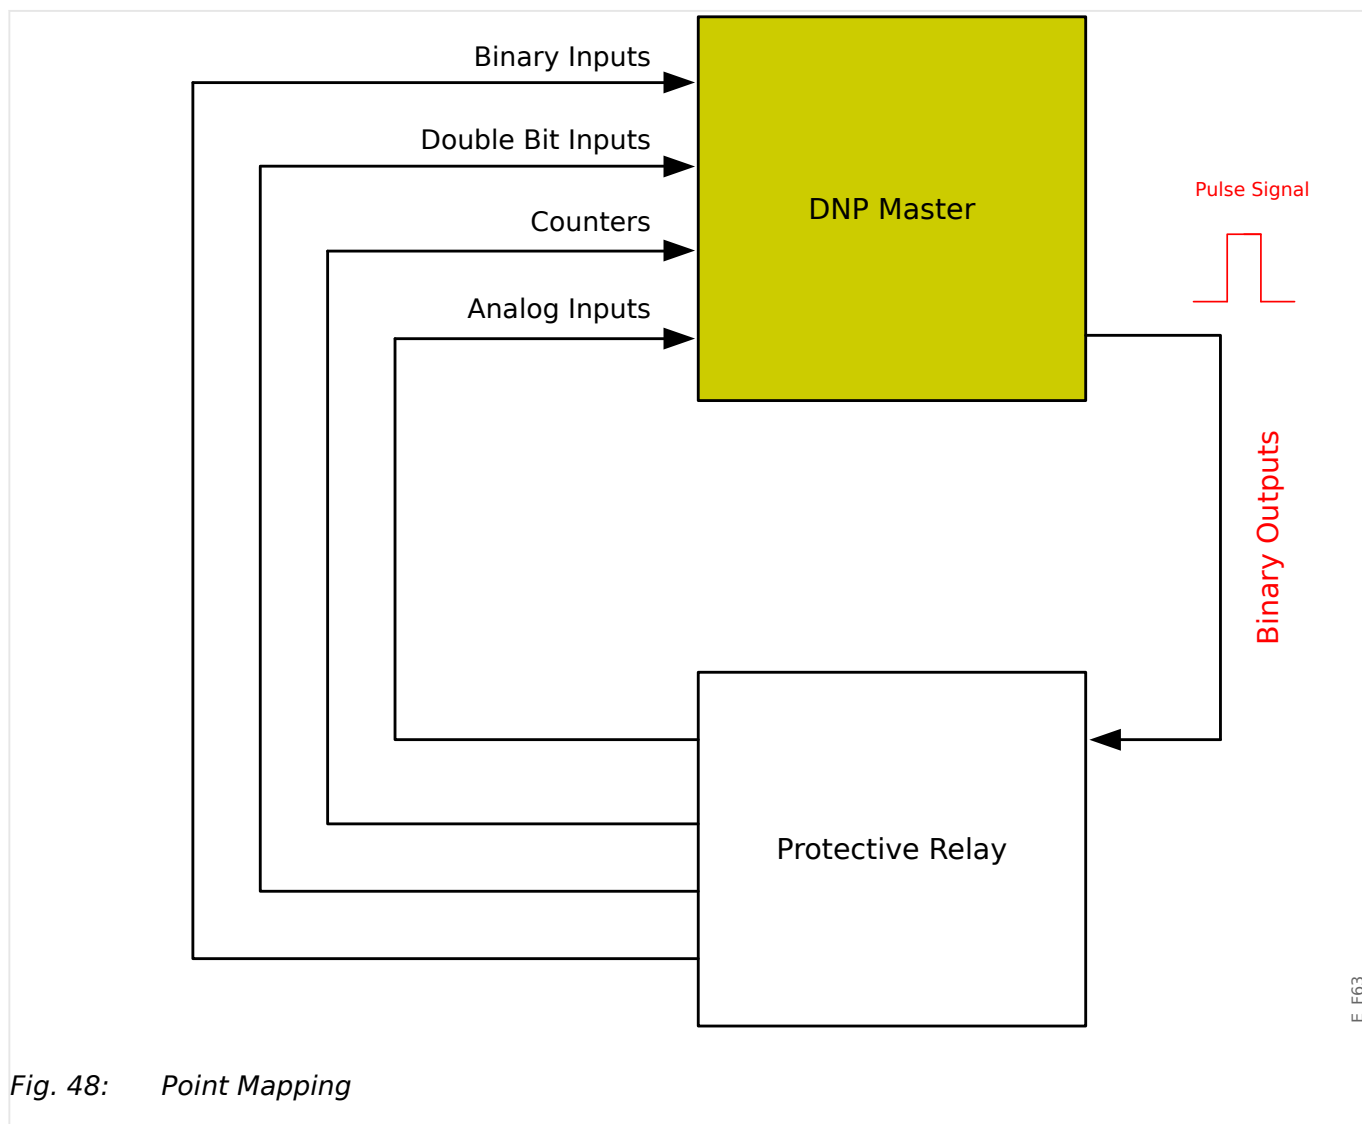 Binary Inputs
Double Bit Inputs
Counters
Analog Inputs
DNP Master
Pulse Signal
Binary Outputs
Protective Relay
E_F63
Fig. 48: Point Mapping